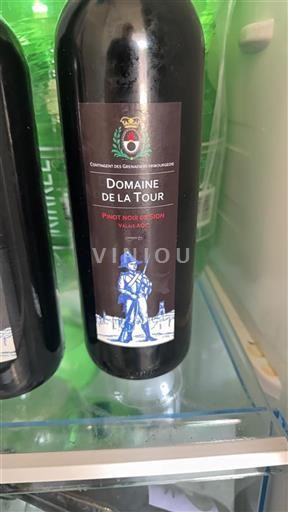 CONTINGENT DES GRENADIERS FRIBOURGEOIS
DOMAINE
DE LA TOUR
PINOT NOIR DE SION
VALAIS AOC
VINIOU